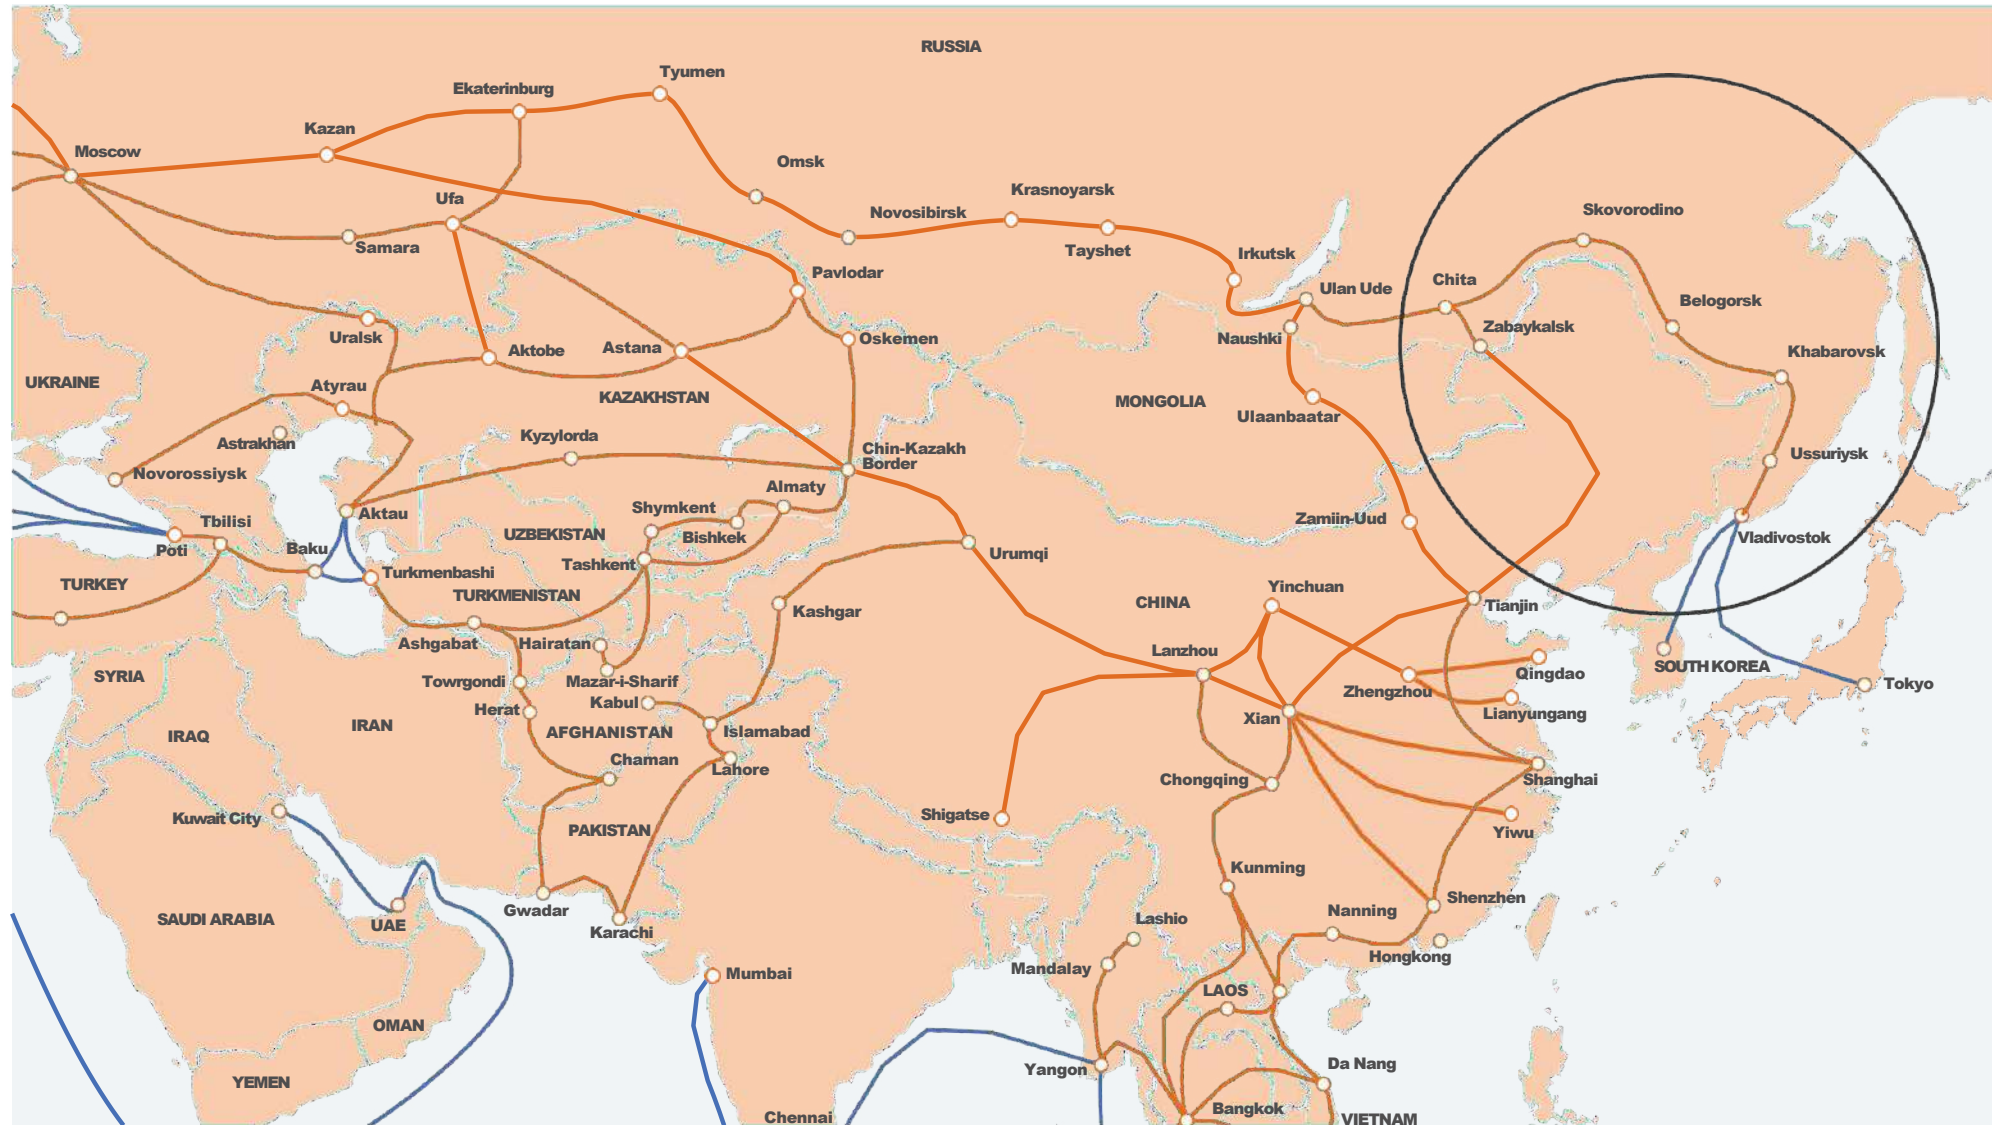 RUSSIA
Tyumen
Ekaterinburg
Kazan
Moscow
Omsk
Krasnoyarsk
Ufa
Novosibirsk
Skovorodino
Samara
Tayshet
Irkutsk
Pavlodar
Chita
Ulan Ude
Belogorsk
Zabaykalsk
Uralsk
Naushki
Oskemen
Astana
Aktobe
Khabarovsk
UKRAINE
Atyrau
KAZAKHSTAN
MONGOLIA
Ulaanbaatar
Kyzylorda
Astrakhan
Chin-Kazakh
Border
Ussuriysk
Novorossiysk
Almaty
Shymkent
Aktau
Zamiin-Uud
Tbilisi
UZBEKISTAN
Bishkek
Vladivostok
Poti
Baku
Urumqi
Tashkent
Turkmenbashi
TURKEY
TURKMENISTAN
Yinchuan
CHINA
Tianjin
Kashgar
Ashgabat
Hairatan
Lanzhou
SOUTH KOREA
Qingdao
SYRIA
Towrgondi
Mazar-i-Sharif
Tokyo
Zhengzhou
Kabul
Herat
Lianyungang
Xian
IRAN
AFGHANISTAN
Islamabad
IRAQ
Chaman
Lahore
Chongqing
Shanghai
Shigatse
Kuwait City
PAKISTAN
Yiwu
Kunming
Shenzhen
Gwadar
Nanning
SAUDI ARABIA
UAE
Karachi
Lashio
Hongkong
Mandalay
Mumbai
LAOS
OMAN
Da Nang
Yangon
YEMEN
Bangkok
Chennai
VIETNAM